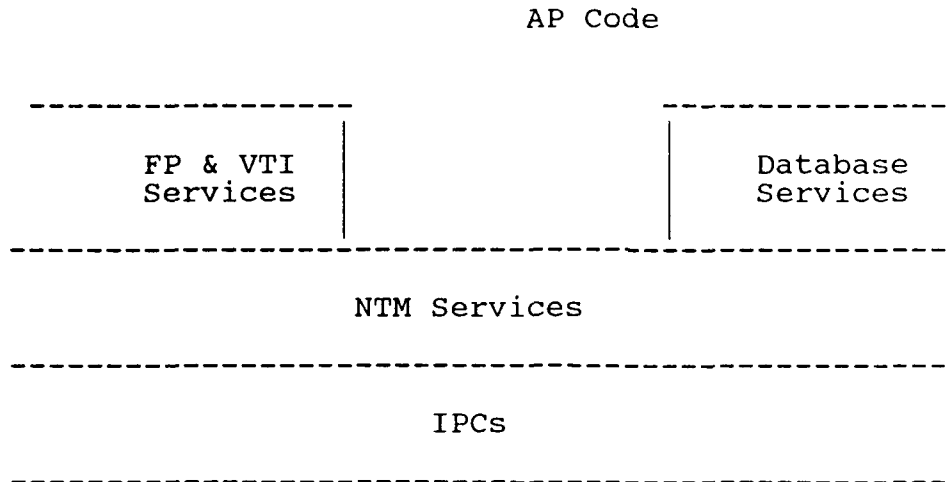 AP Code
FP & VTI
Services
Database
Services
NTM Services
IPCs